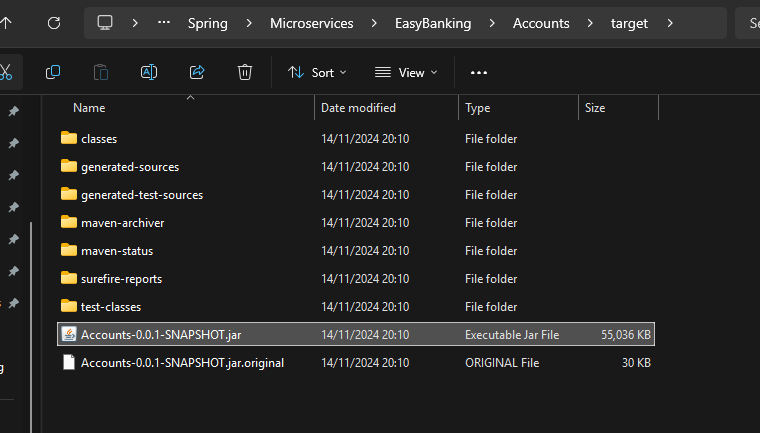 Spring > Microservices > EasyBanking > Accounts > target >
Sort View
Name Date modified Type Size
classes 14/11/2024 20:10 File folder
generated-sources 14/11/2024 20:10 File folder
generated-test-sources 14/11/2024 20:10 File folder
maven-archiver 14/11/2024 20:10 File folder
maven-status 14/11/2024 20:10 File folder
surefire-reports 14/11/2024 20:10 File folder
test-classes 14/11/2024 20:10 File folder
Accounts-0.0.1-SNAPSHOT.jar 14/11/2024 20:10 Executable Jar File 55,036 KB
Accounts-0.0.1-SNAPSHOT.jar.original 14/11/2024 20:10 ORIGINAL File 30 KB